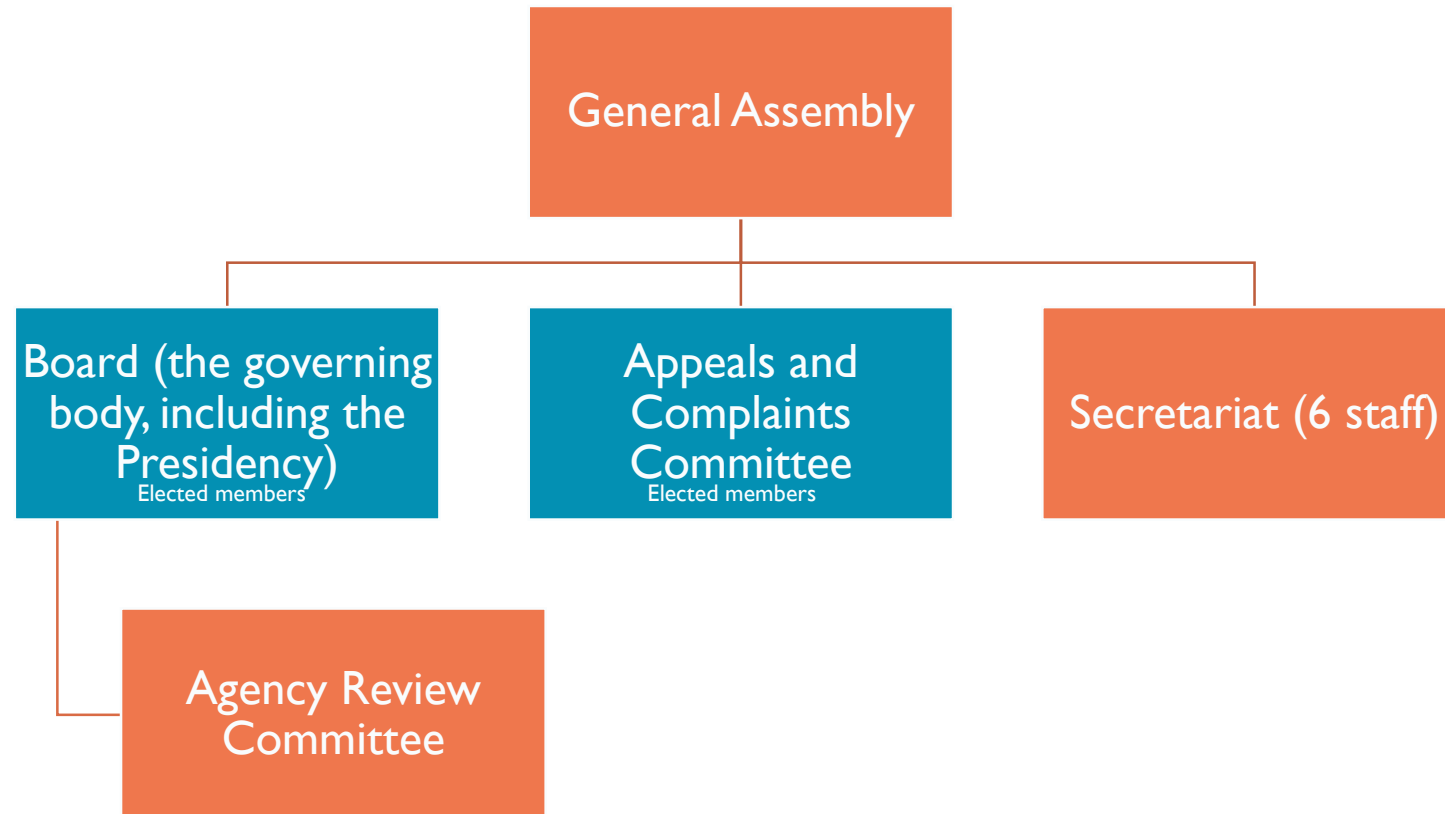 General Assembly
Board (the governing
body, including the
Presidency)
Elected members
Appeals and
Complaints
Committee
Elected members
Secretariat (6 staff)
Agency Review
Committee